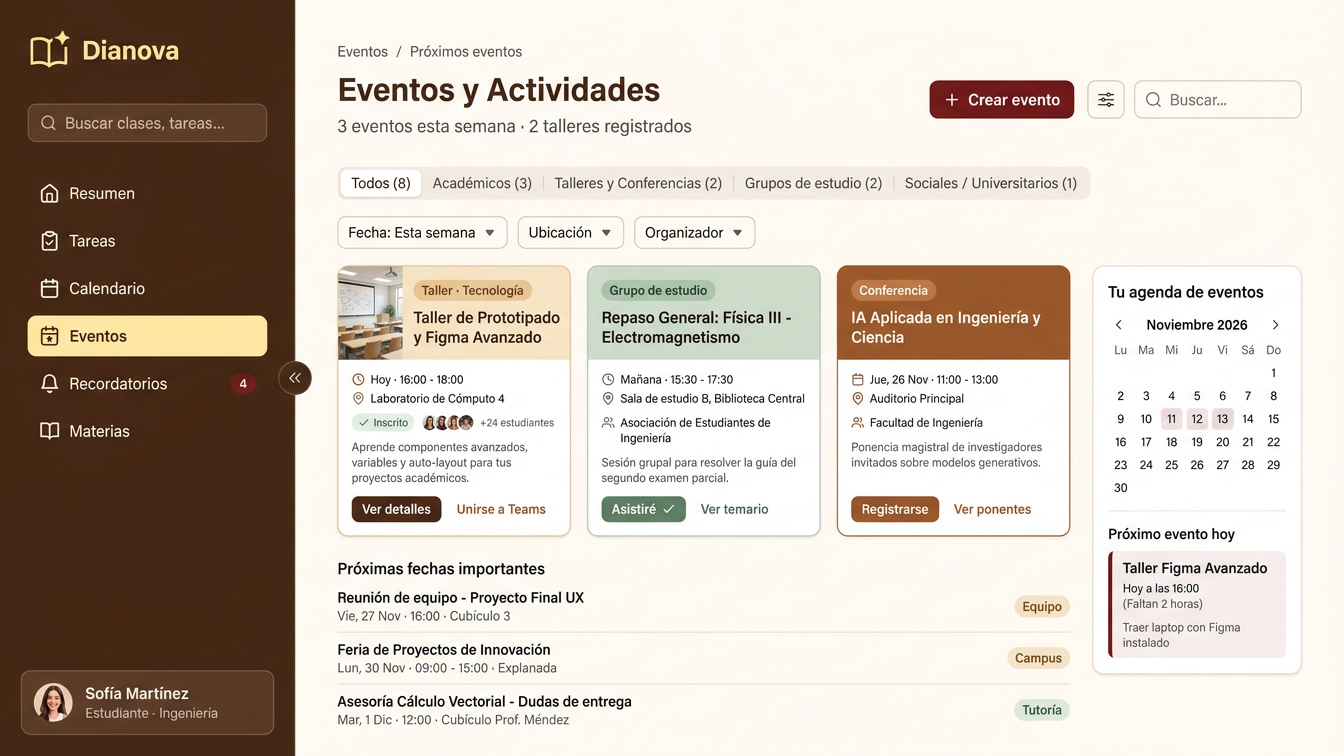 Dianova
Buscar clases, tareas...
Resumen
Tareas
Calendario
Eventos
Recordatorios 4
Materias
Sofía Martínez
Estudiante · Ingeniería
Eventos / Próximos eventos
Eventos y Actividades
3 eventos esta semana · 2 talleres registrados
+ Crear evento
Buscar...
Todos (8) Académicos (3) Talleres y Conferencias (2) Grupos de estudio (2) Sociales / Universitarios (1)
Fecha: Esta semana Ubicación Organizador
Taller · Tecnología
Taller de Prototipado
y Figma Avanzado
Hoy · 16:00 - 18:00
Laboratorio de Cómputo 4
Inscrito +24 estudiantes
Aprende componentes avanzados,
variables y auto-layout para tus
proyectos académicos.
Ver detalles Unirse a Teams
Grupo de estudio
Repaso General: Física III -
Electromagnetismo
Mañana · 15:30 - 17:30
Sala de estudio B, Biblioteca Central
Asociación de Estudiantes de
Ingeniería
Sesión grupal para resolver la guía del
segundo examen parcial.
Asistiré Ver temario
Conferencia
IA Aplicada en Ingeniería y
Ciencia
Jue, 26 Nov · 11:00 - 13:00
Auditorio Principal
Facultad de Ingeniería
Ponencia magistral de investigadores
invitados sobre modelos generativos.
Registrarse Ver ponentes
Próximas fechas importantes
Reunión de equipo - Proyecto Final UX
Vie, 27 Nov · 16:00 · Cubículo 3
Equipo
Feria de Proyectos de Innovación
Lun, 30 Nov · 09:00 - 15:00 · Explanada
Campus
Asesoría Cálculo Vectorial - Dudas de entrega
Mar, 1 Dic · 12:00 · Cubículo Prof. Méndez
Tutoría
Tu agenda de eventos
Noviembre 2026
Lu Ma Mi Ju Vi Sá Do
1
2 3 4 5 6 7 8
9 10 11 12 13 14 15
16 17 18 19 20 21 22
23 24 25 26 27 28 29
30
Próximo evento hoy
Taller Figma Avanzado
Hoy a las 16:00
(Faltan 2 horas)
Traer laptop con Figma
instalado